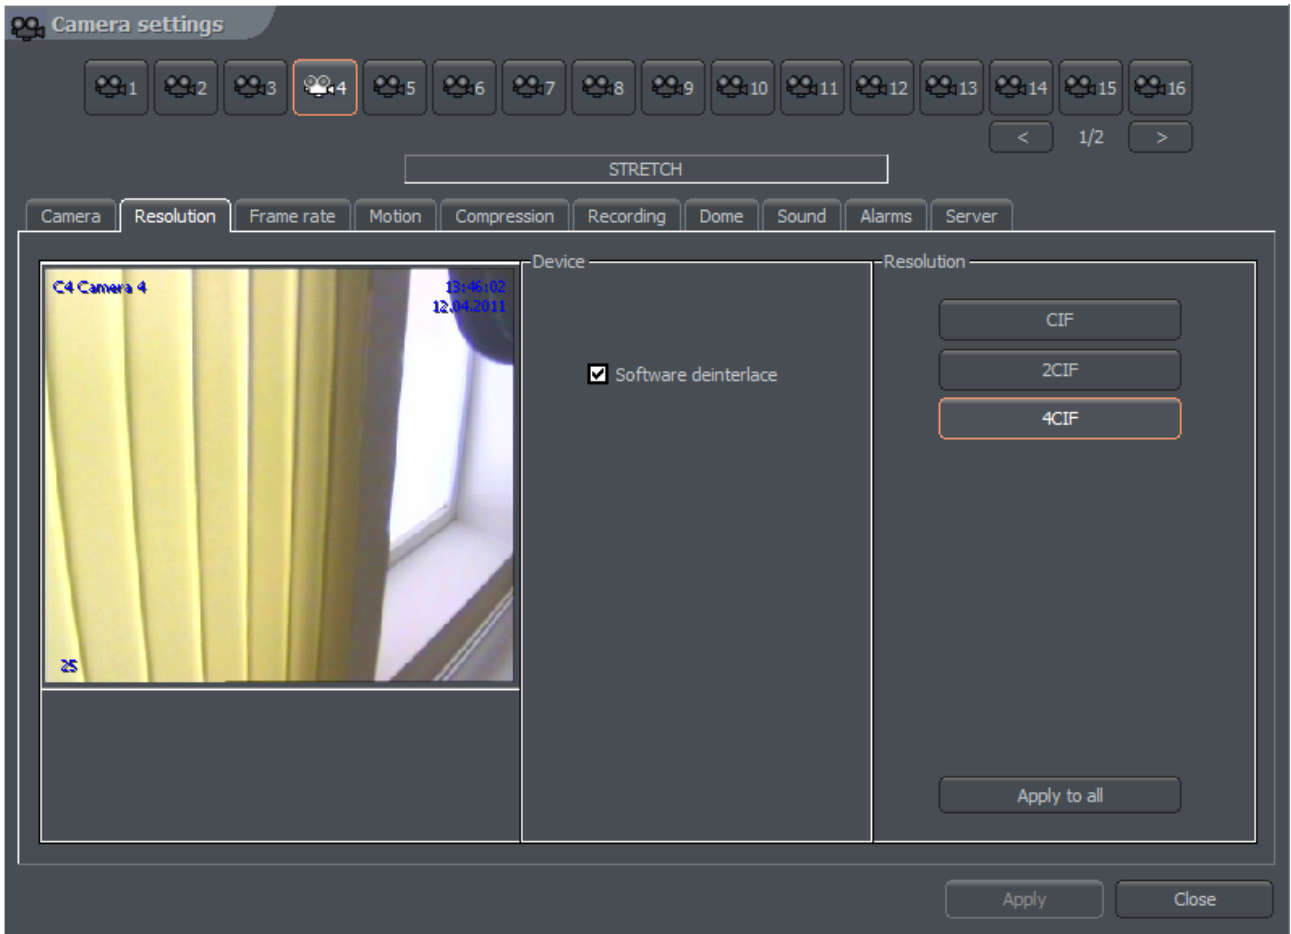 Camera settings
1 2 3 4 5 6 7 8 9 10 11 12 13 14 15 16
< 1/2 >
STRETCH
Camera Resolution Frame rate Motion Compression Recording Dome Sound Alarms Server
Device
Resolution
C4 Camera 4 13:46:02
12.04.2011
CIF
Software deinterlace
2CIF
4CIF
25
Apply to all
Apply Close